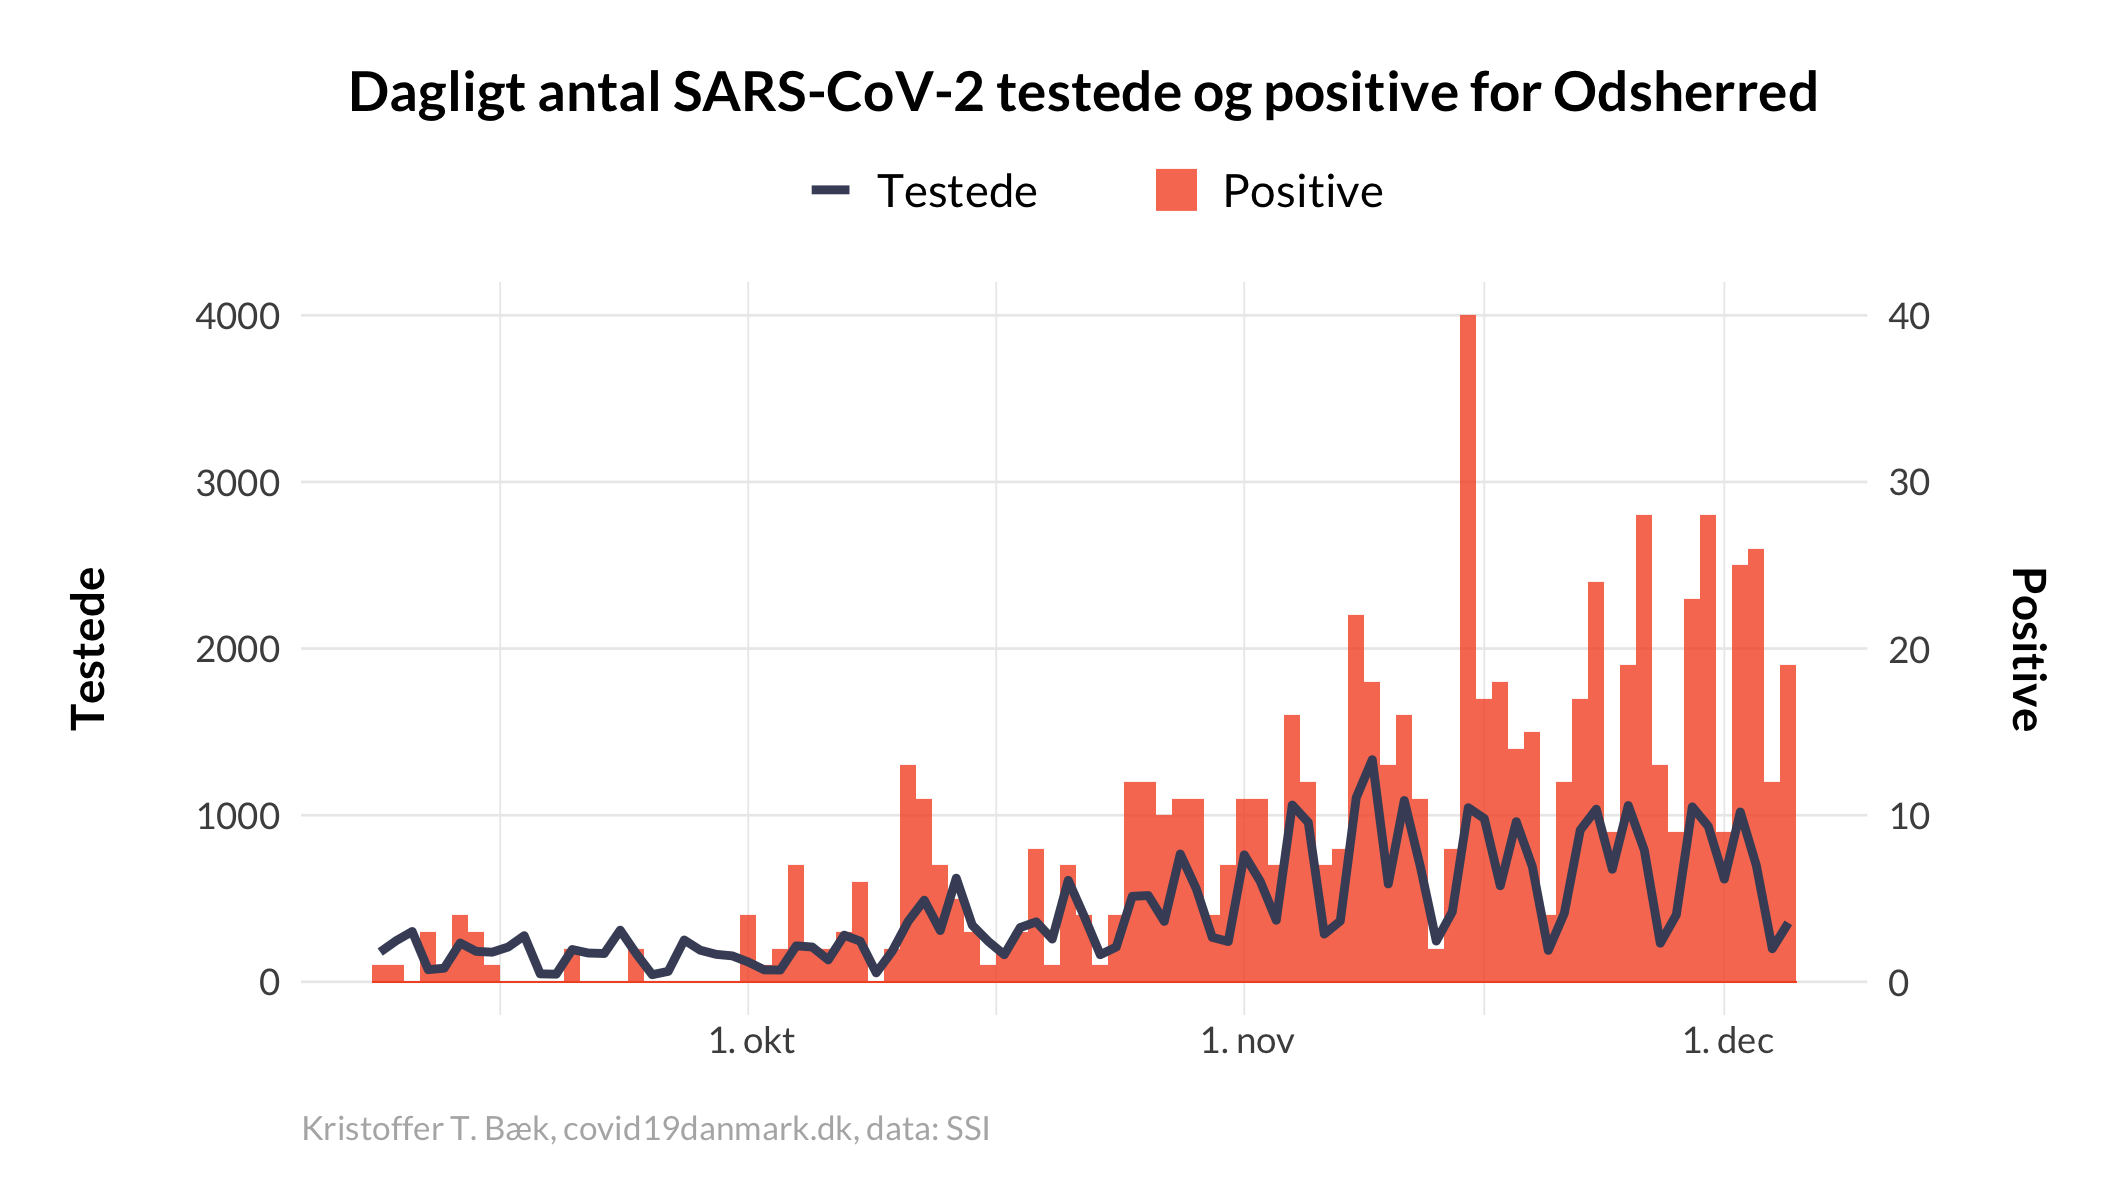 Dagligt antal SARS-CoV-2 testede og positive for Odsherred
Testede
Positive
4000
3000
2000
1000
0
Testede
40
30
20
10
0
Positive
1. okt
1. nov
1. dec
Kristoffer T. Bæk, covid19danmark.dk, data: SSI